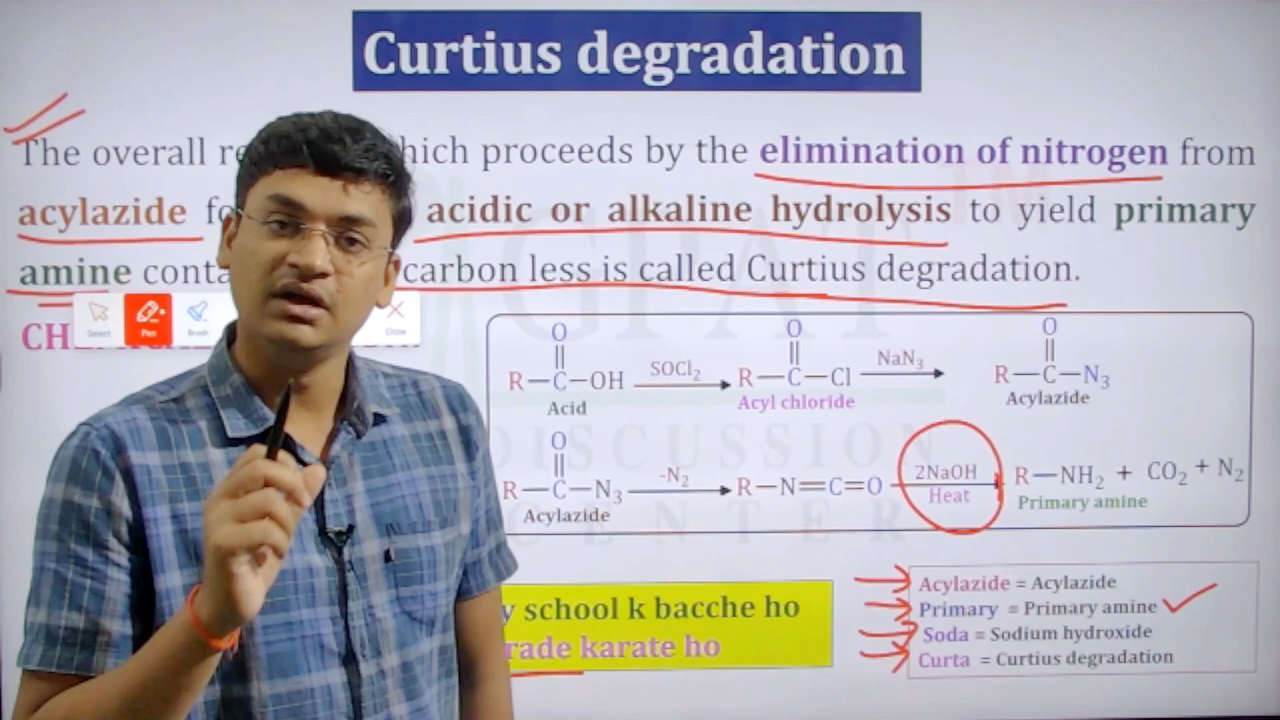 Curtius degradation
The overall hich proceeds by the elimination of nitrogen from
acylazide acidic or alkaline hydrolysis to yield primary
amine carbon less is called Curtius degradation.
Select Pen Brush Close
CH
O O O
R—C—OH SOCl₂ R—C—Cl NaN₃ R—C—N₃
Acid Acyl chloride Acylazide
O
R—C—N₃ -N₂ R—N=C=O 2NaOH R—NH₂ + CO₂ + N₂
Acylazide Heat Primary amine
DISCUSSION
CENTER
y school k bacche ho
rade karate ho
Acylazide = Acylazide
Primary = Primary amine
Soda = Sodium hydroxide
Curta = Curtius degradation